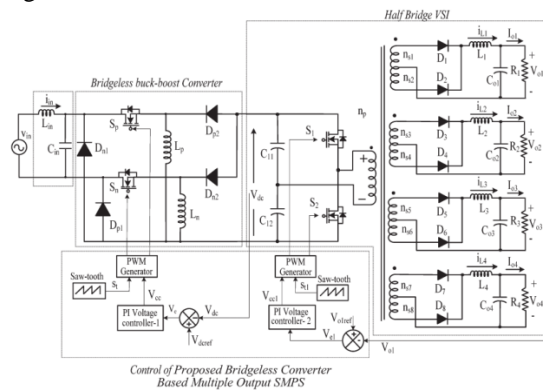 Half Bridge VSI
Bridgeless buck-boost Converter
i_in
L_in
v_in
C_in
D_n1
S_p
S_n
D_p1
L_p
L_n
D_p2
D_n2
V_dc
C_11
C_12
S_1
S_2
n_p
+
−
n_s1
n_s2
D_1
D_2
i_L1
L_1
C_o1
I_o1
R_1
+
V_o1
-
n_s3
n_s4
D_3
D_4
i_L2
L_2
C_o2
I_o2
R_2
+
V_o2
-
n_s5
n_s6
D_5
D_6
i_L3
L_3
C_o3
I_o3
R_3
+
V_o3
-
n_s7
n_s8
D_7
D_8
i_L4
L_4
C_o4
I_o4
R_4
+
V_o4
-
PWM
Generator
Saw-tooth
s_t
V_cc
PI Voltage
controller-1
V_e
V_dc
V_dcref
PWM
Generator
Saw-tooth
s_t1
V_cc1
PI Voltage
controller- 2
V_e1
V_o1ref
V_o1
Control of Proposed Bridgeless Converter
Based Multiple Output SMPS